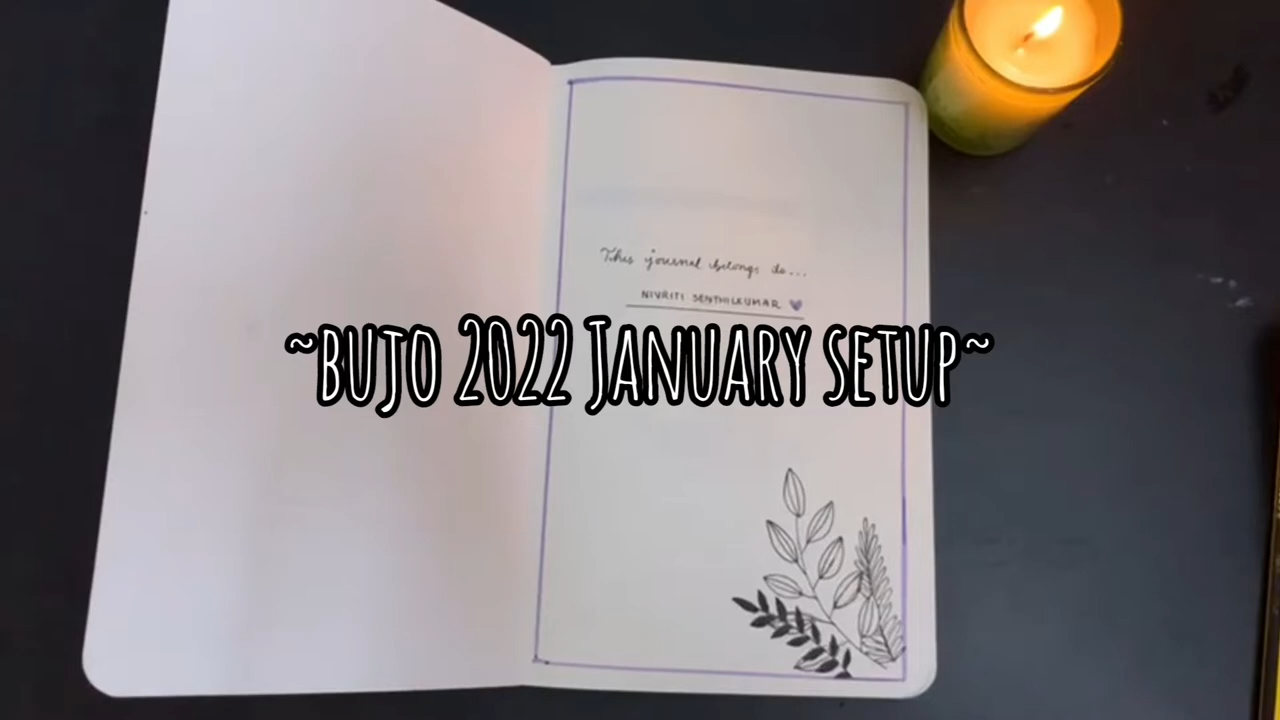 This journal belongs to...
NIVRITI SENTHILKUMAR
~BUJO 2022 JANUARY SETUP~